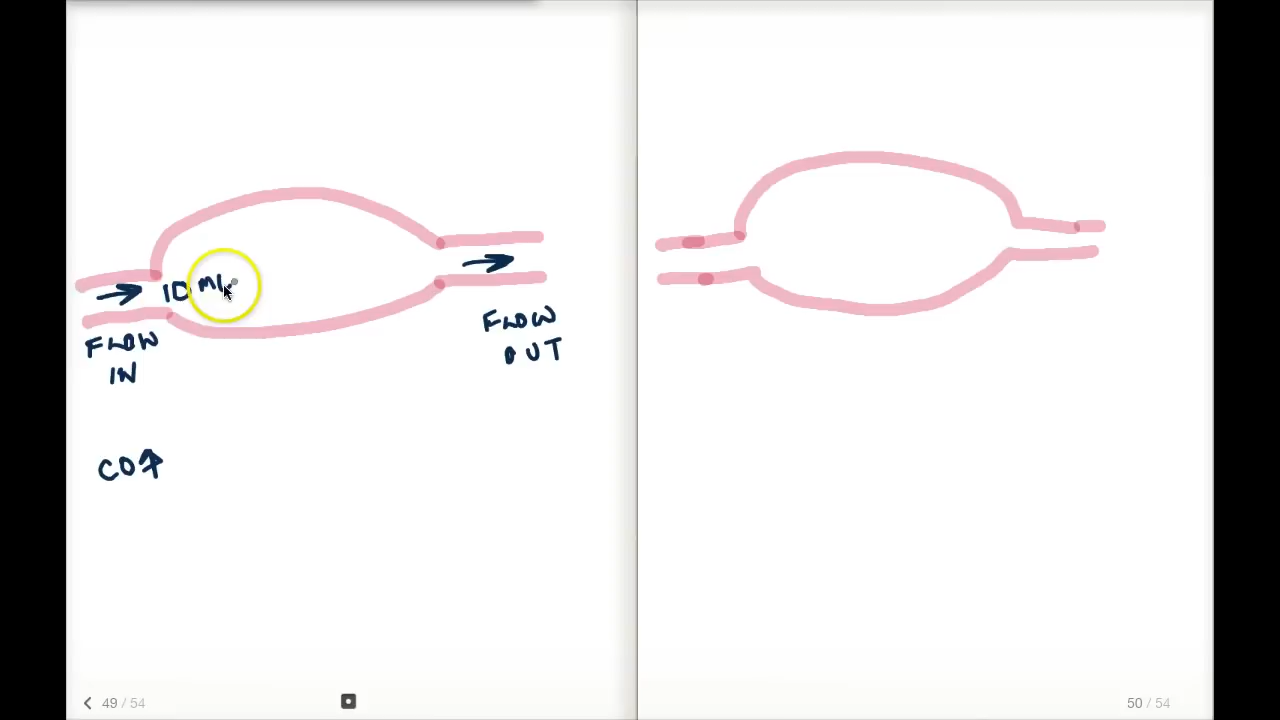 10 ML
FLOW
IN
FLOW
OUT
CO↑
49 / 54
50 / 54